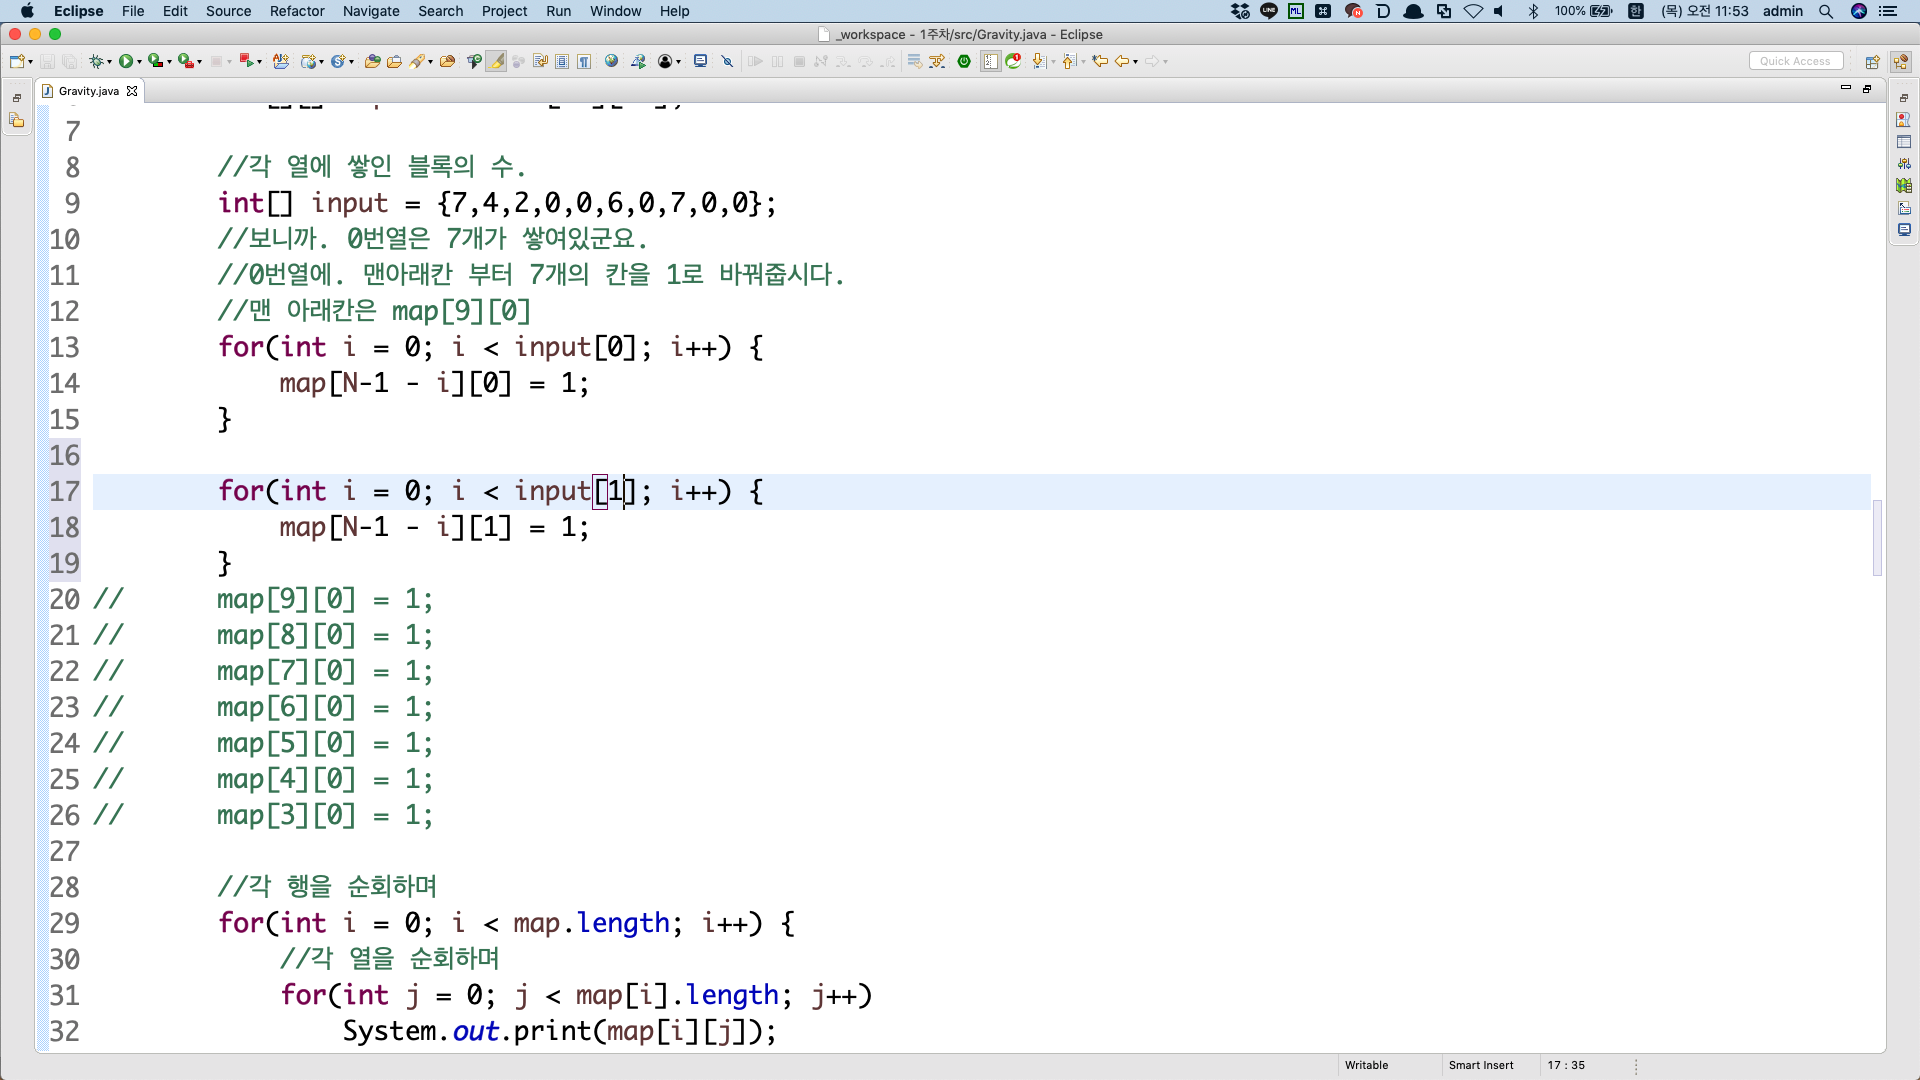 Eclipse File Edit Source Refactor Navigate Search Project Run Window Help 100% 한 (목) 오전 11:53 admin
_workspace - 1주차/src/Gravity.java - Eclipse
Quick Access
Gravity.java
7
8 //각 열에 쌓인 블록의 수.
9 int[] input = {7,4,2,0,0,6,0,7,0,0};
10 //보니까. 0번열은 7개가 쌓여있군요.
11 //0번열에. 맨아래칸 부터 7개의 칸을 1로 바꿔줍시다.
12 //맨 아래칸은 map[9][0]
13 for(int i = 0; i < input[0]; i++) {
14 map[N-1 - i][0] = 1;
15 }
16
17 for(int i = 0; i < input[1]; i++) {
18 map[N-1 - i][1] = 1;
19 }
20 // map[9][0] = 1;
21 // map[8][0] = 1;
22 // map[7][0] = 1;
23 // map[6][0] = 1;
24 // map[5][0] = 1;
25 // map[4][0] = 1;
26 // map[3][0] = 1;
27
28 //각 행을 순회하며
29 for(int i = 0; i < map.length; i++) {
30 //각 열을 순회하며
31 for(int j = 0; j < map[i].length; j++)
32 System.out.print(map[i][j]);
Writable Smart Insert 17 : 35